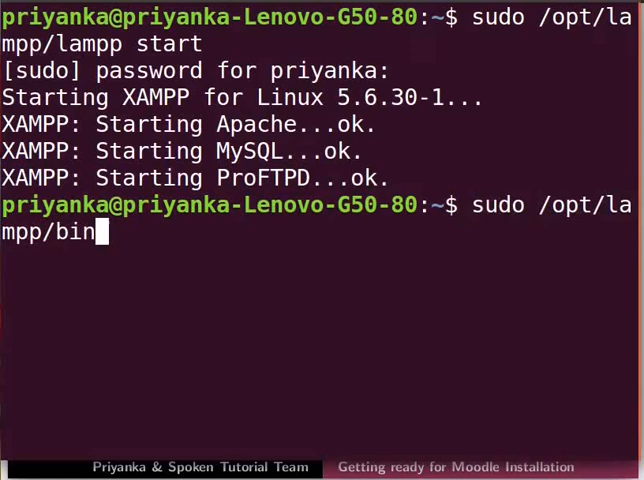 priyanka@priyanka-Lenovo-G50-80:~$ sudo /opt/la
mpp/lampp start
[sudo] password for priyanka:
Starting XAMPP for Linux 5.6.30-1...
XAMPP: Starting Apache...ok.
XAMPP: Starting MySQL...ok.
XAMPP: Starting ProFTPD...ok.
priyanka@priyanka-Lenovo-G50-80:~$ sudo /opt/la
mpp/bin
Priyanka & Spoken Tutorial Team Getting ready for Moodle Installation